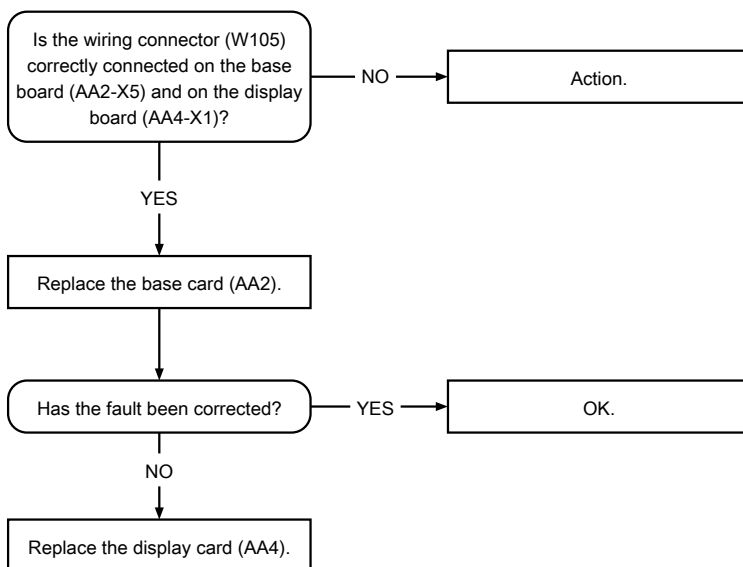 Is the wiring connector (W105)
correctly connected on the base
board (AA2-X5) and on the display
board (AA4-X1)?
NO
Action.
YES
Replace the base card (AA2).
Has the fault been corrected?
YES
OK.
NO
Replace the display card (AA4).